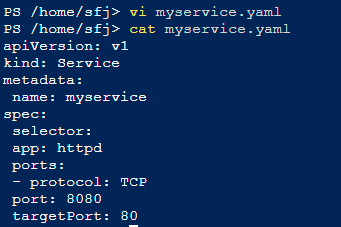 PS /home/sfj> vi myservice.yaml
PS /home/sfj> cat myservice.yaml
apiVersion: v1
kind: Service
metadata:
 name: myservice
spec:
 selector:
 app: httpd
 ports:
 - protocol: TCP
 port: 8080
 targetPort: 80